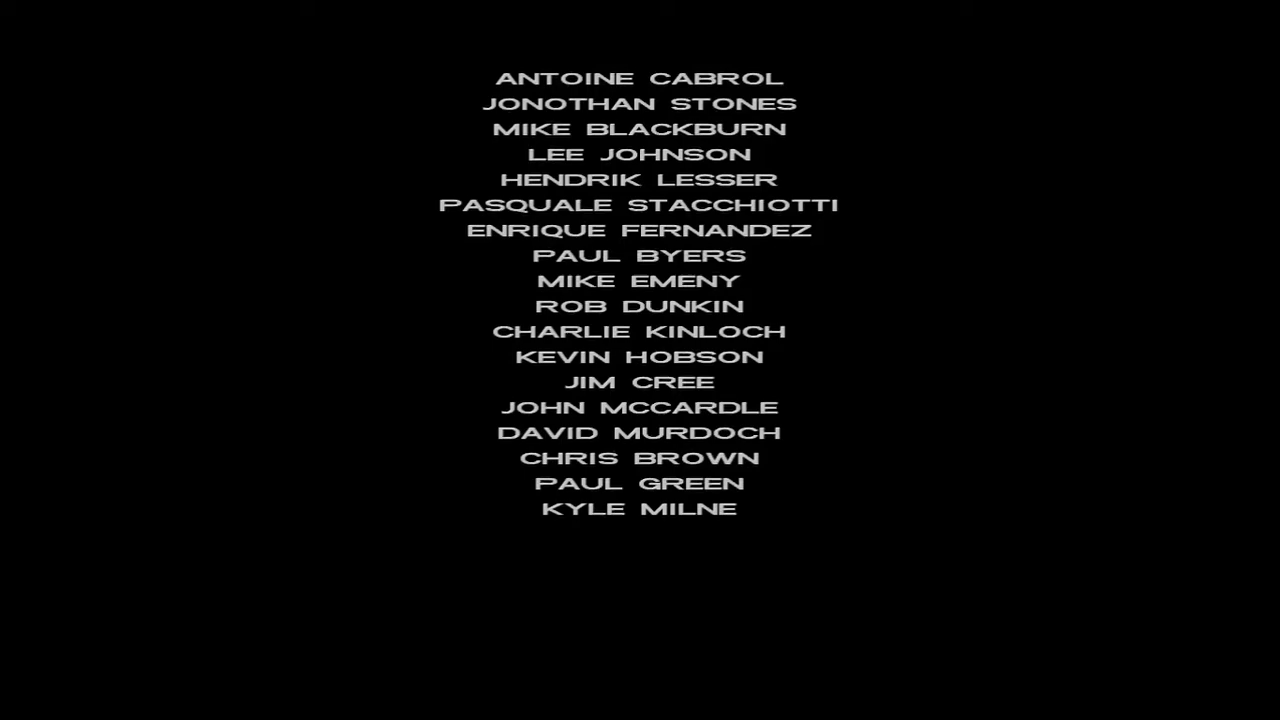 ANTOINE CABROL
JONOTHAN STONES
MIKE BLACKBURN
LEE JOHNSON
HENDRIK LESSER
PASQUALE STACCHIOTTI
ENRIQUE FERNANDEZ
PAUL BYERS
MIKE EMENY
ROB DUNKIN
CHARLIE KINLOCH
KEVIN HOBSON
JIM CREE
JOHN MCCARDLE
DAVID MURDOCH
CHRIS BROWN
PAUL GREEN
KYLE MILNE